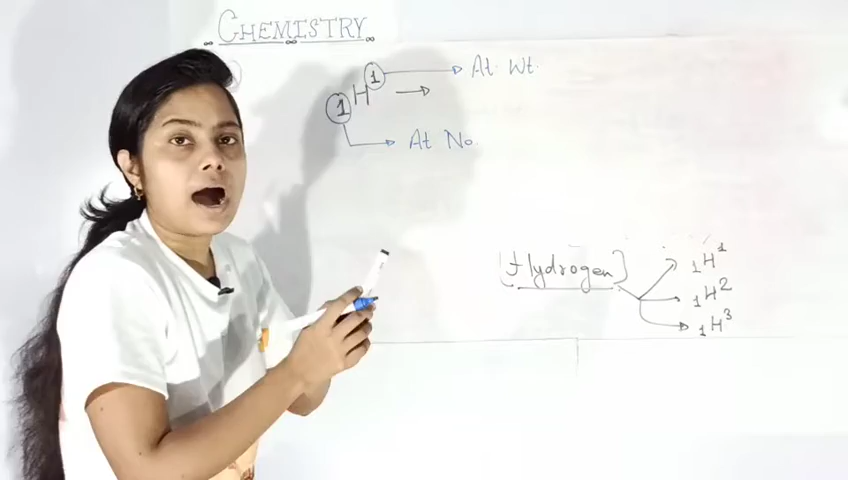 CHEMISTRY
₁H¹ → At. Wt.
At No.
[Hydrogen] ₁H¹
₁H²
₁H³